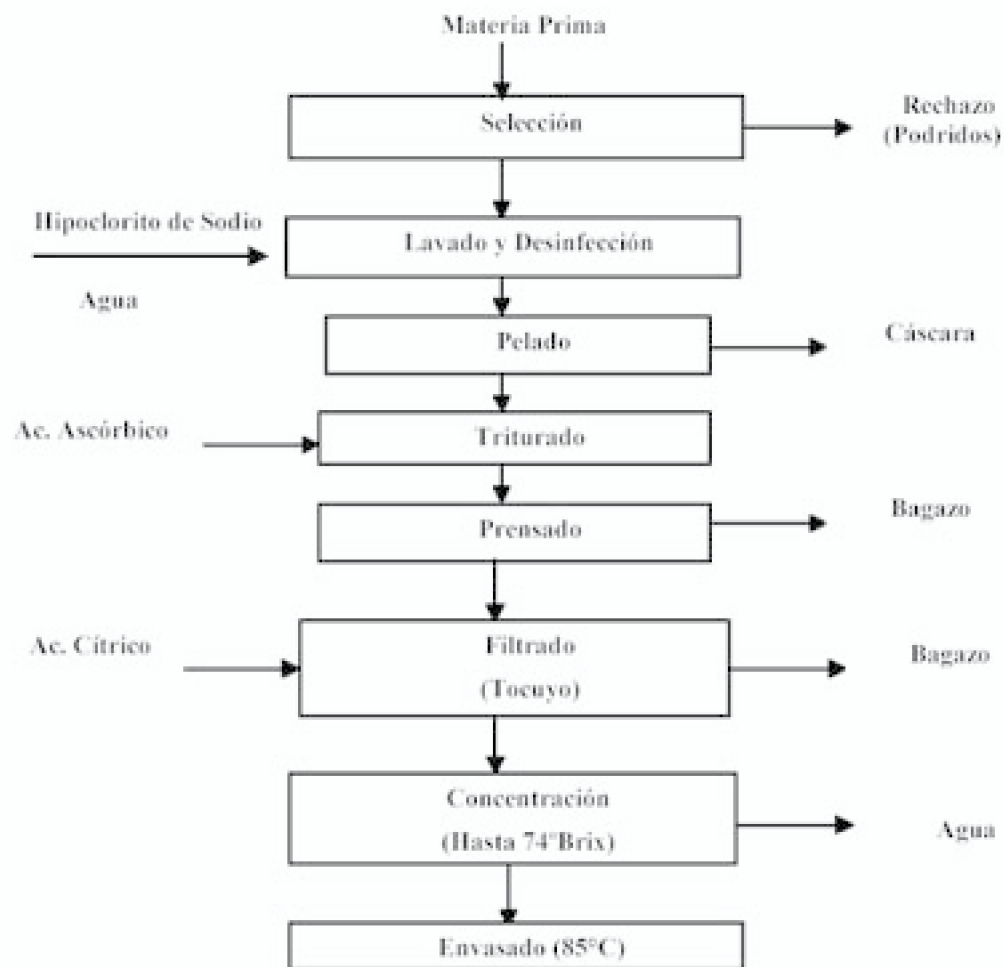 Materia Prima
Selección
Rechazo
(Podridos)
Hipoclorito de Sodio
Lavado y Desinfección
Agua
Pelado
Cáscara
Ac. Ascórbico
Triturado
Prensado
Bagazo
Ac. Cítrico
Filtrado
(Tocuyo)
Bagazo
Concentración
(Hasta 74°Brix)
Agua
Envasado (85°C)